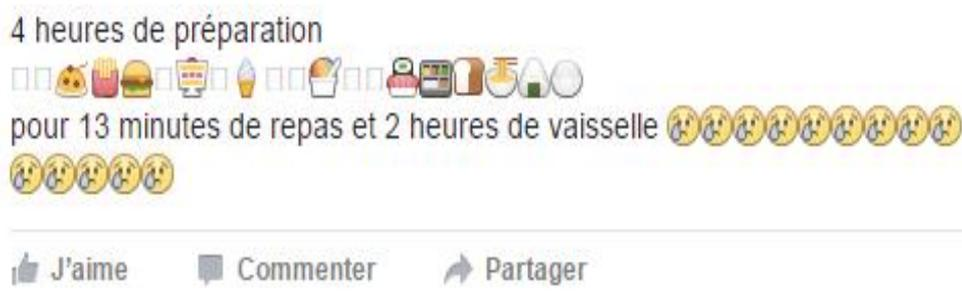 4 heures de préparation
pour 13 minutes de repas et 2 heures de vaisselle
J'aime Commenter Partager